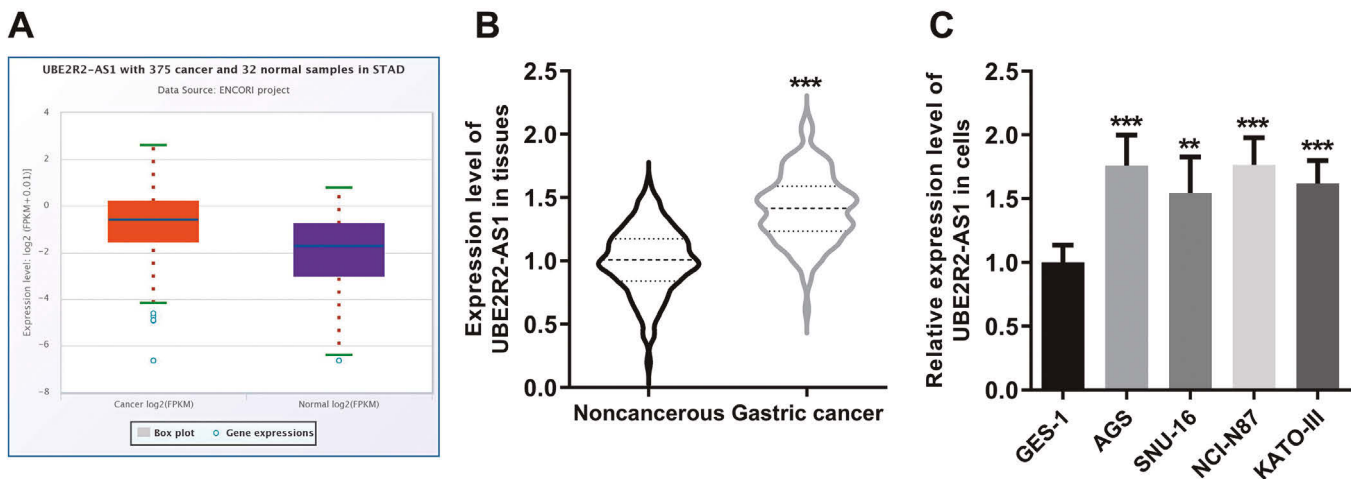 A
UBE2R2-AS1 with 375 cancer and 32 normal samples in STAD
Data Source: ENCORI project
Expression level: log2 (FPKM+0.01)]
4
2
0
-2
-4
-6
-8
Cancer log2(FPKM)
Normal log2(FPKM)
Box plot
Gene expressions
B
Expression level of
UBE2R2-AS1 in tissues
2.5
2.0
1.5
1.0
0.5
0.0
***
Noncancerous
Gastric cancer
C
Relative expression level of
UBE2R2-AS1 in cells
2.5
2.0
1.5
1.0
0.5
0.0
***
**
***
***
GES-1
AGS
SNU-16
NCI-N87
KATO-III